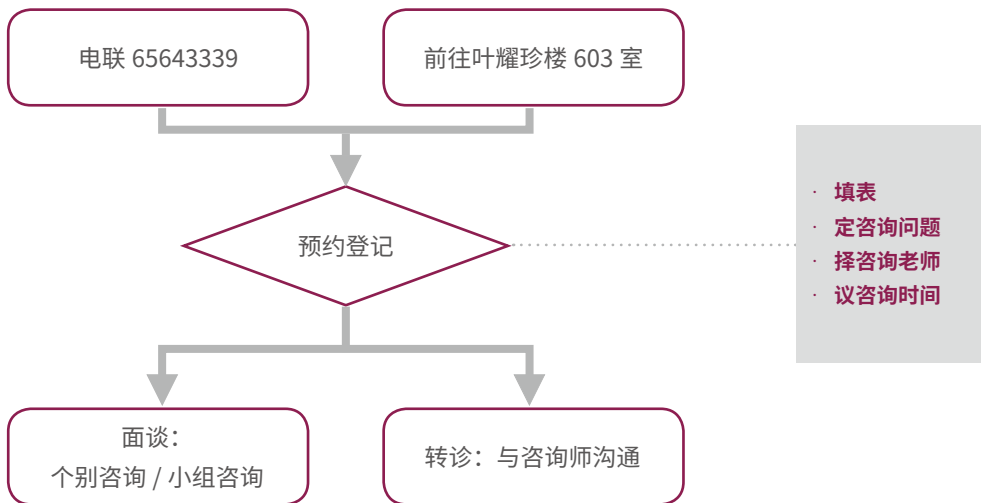 电联 65643339
前往叶耀珍楼 603 室
预约登记
· 填表
· 定咨询问题
· 择咨询老师
· 议咨询时间
面谈：
个别咨询 / 小组咨询
转诊：与咨询师沟通